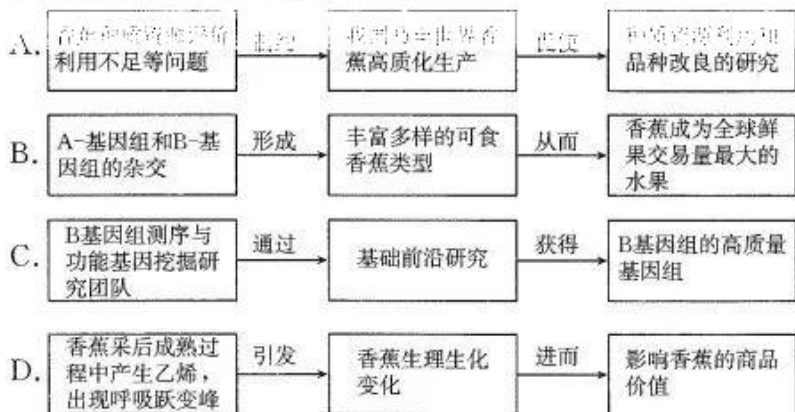 A.
利用不足等问题
蕉高质化生产
品种改良的研究
B.
A-基因组和B-基
因组的杂交
形成
丰富多样的可食
香蕉类型
从而
香蕉成为全球鲜
果交易量最大的
水果
C.
B基因组测序与
功能基因挖掘研
究团队
通过
基础前沿研究
获得
B基因组的高质量
基因组
D.
香蕉采后成熟过
程中产生乙烯，
出现呼吸跃变峰
引发
香蕉生理生化
变化
进而
影响香蕉的商品
价值